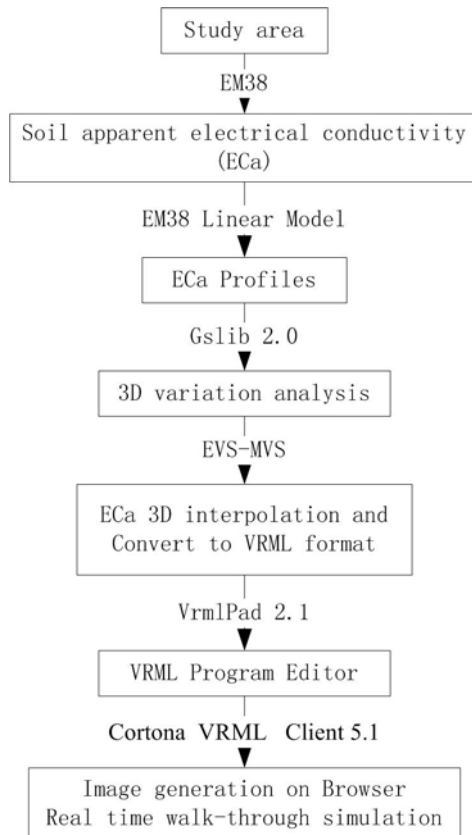 Study area
EM38
Soil apparent electrical conductivity
(ECa)
EM38 Linear Model
ECa Profiles
Gslib 2.0
3D variation analysis
EVS-MVS
ECa 3D interpolation and
Convert to VRML format
VrmlPad 2.1
VRML Program Editor
Cortona VRML Client 5.1
Image generation on Browser
Real time walk-through simulation